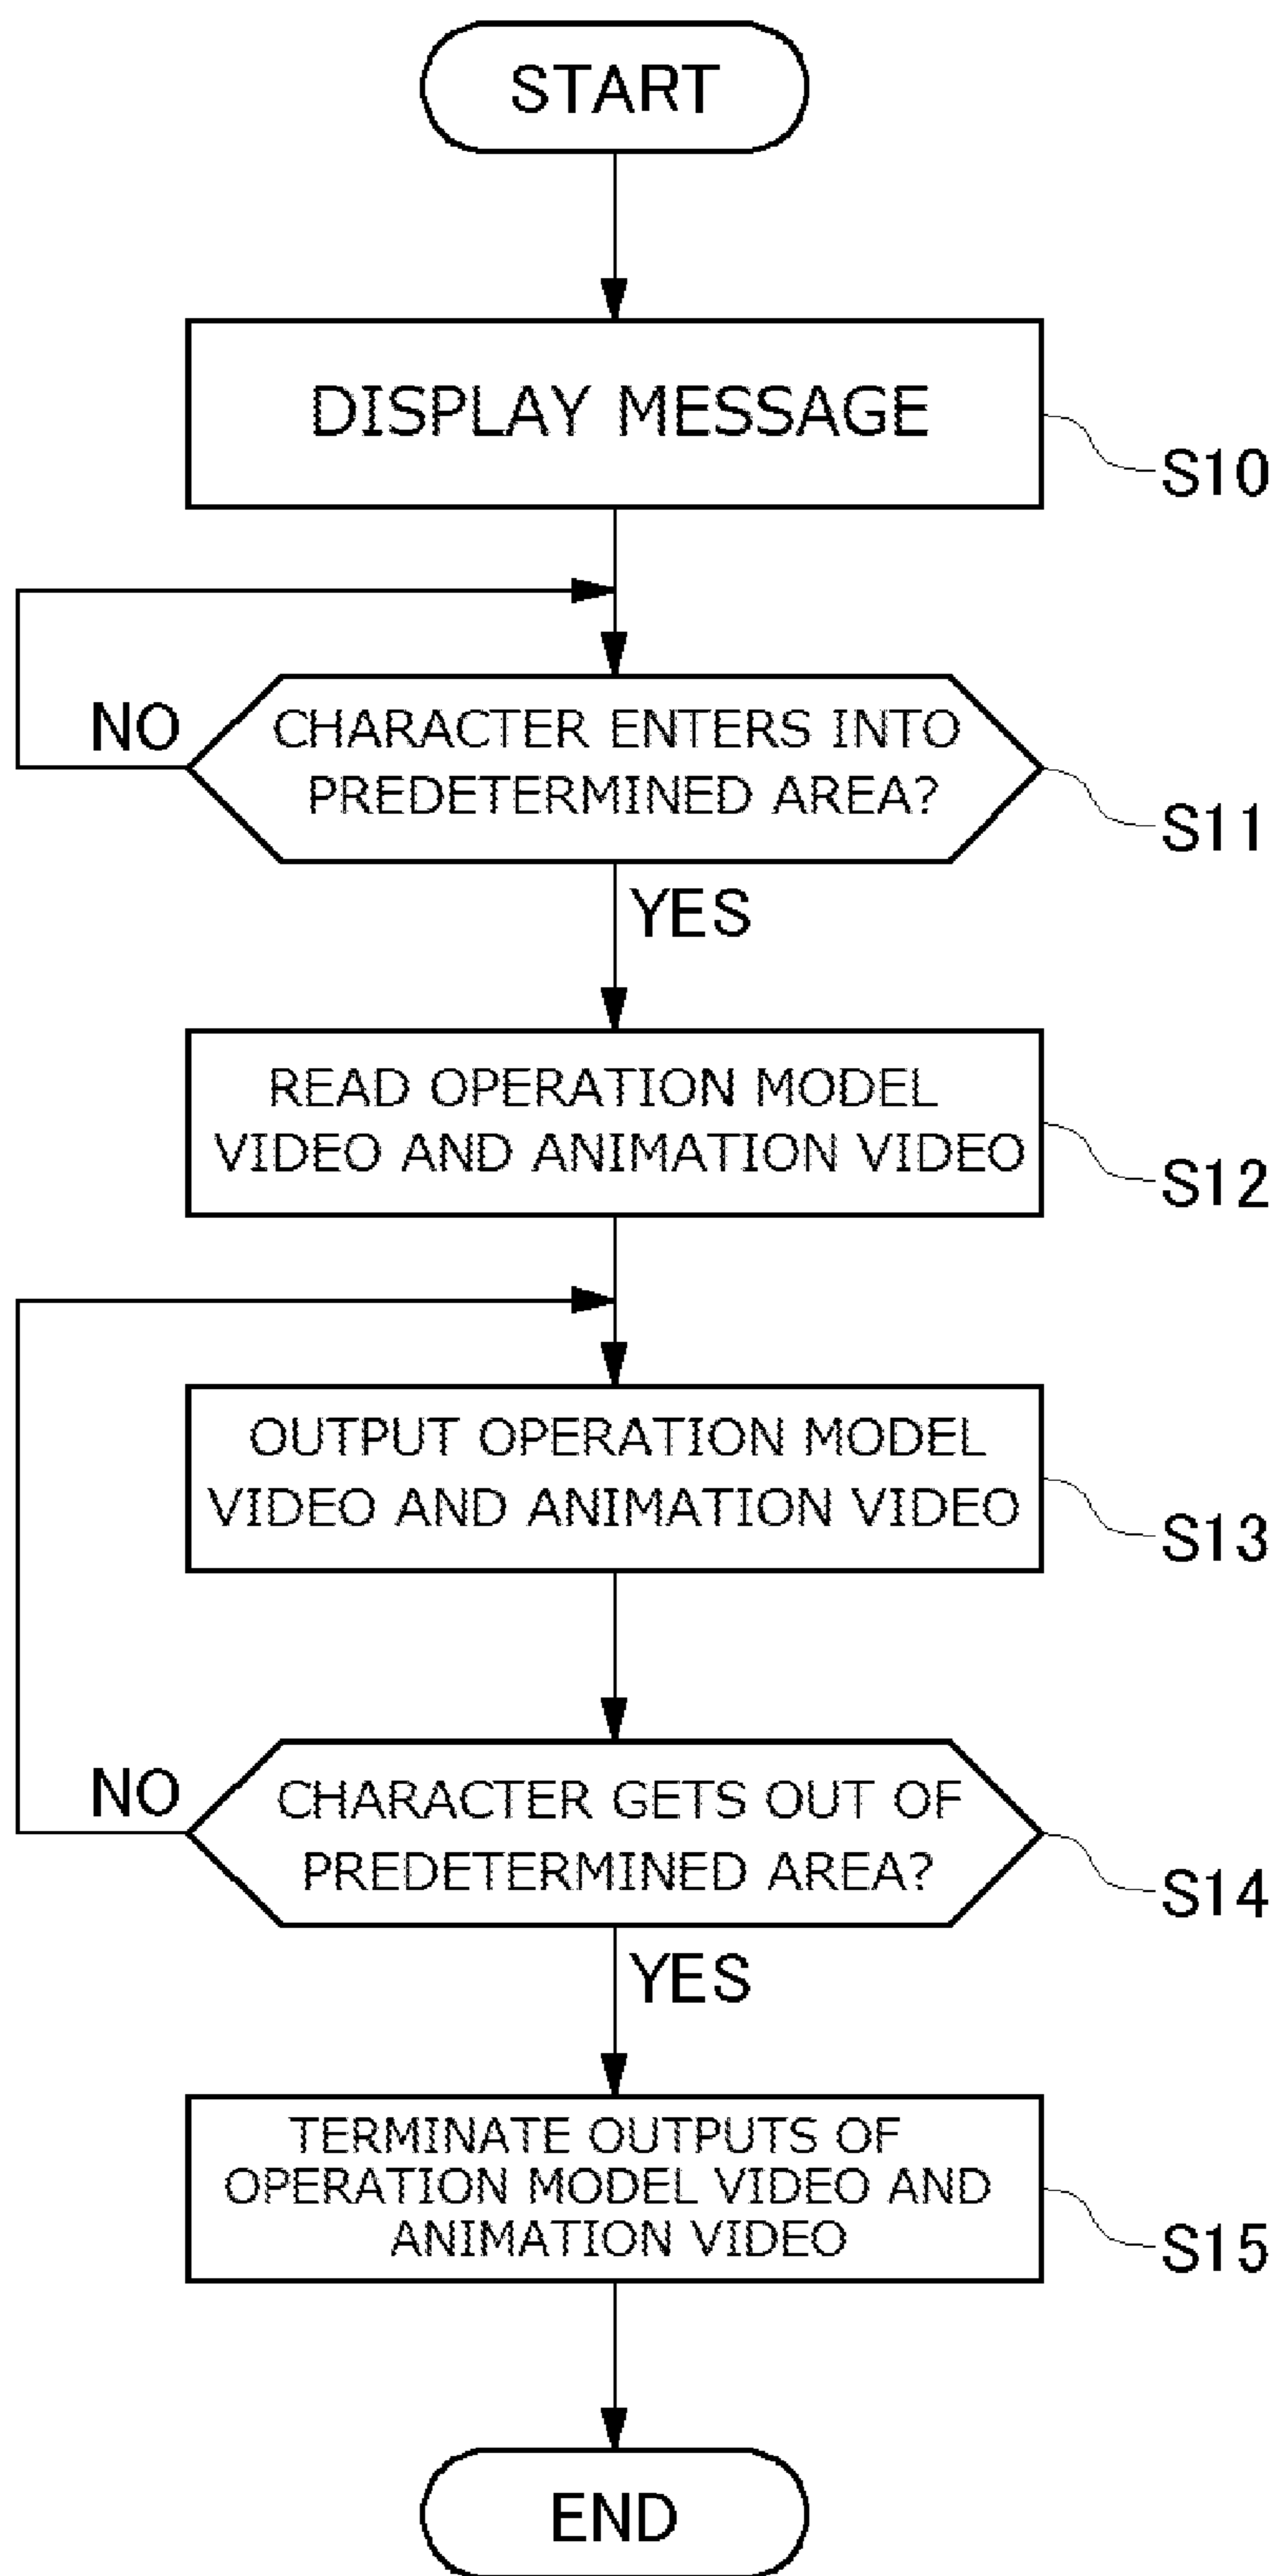 START
DISPLAY MESSAGE
S10
NO
CHARACTER ENTERS INTO
PREDETERMINED AREA?
S11
YES
READ OPERATION MODEL
VIDEO AND ANIMATION VIDEO
S12
OUTPUT OPERATION MODEL
VIDEO AND ANIMATION VIDEO
S13
NO
CHARACTER GETS OUT OF
PREDETERMINED AREA?
S14
YES
TERMINATE OUTPUTS OF
OPERATION MODEL VIDEO AND
ANIMATION VIDEO
S15
END